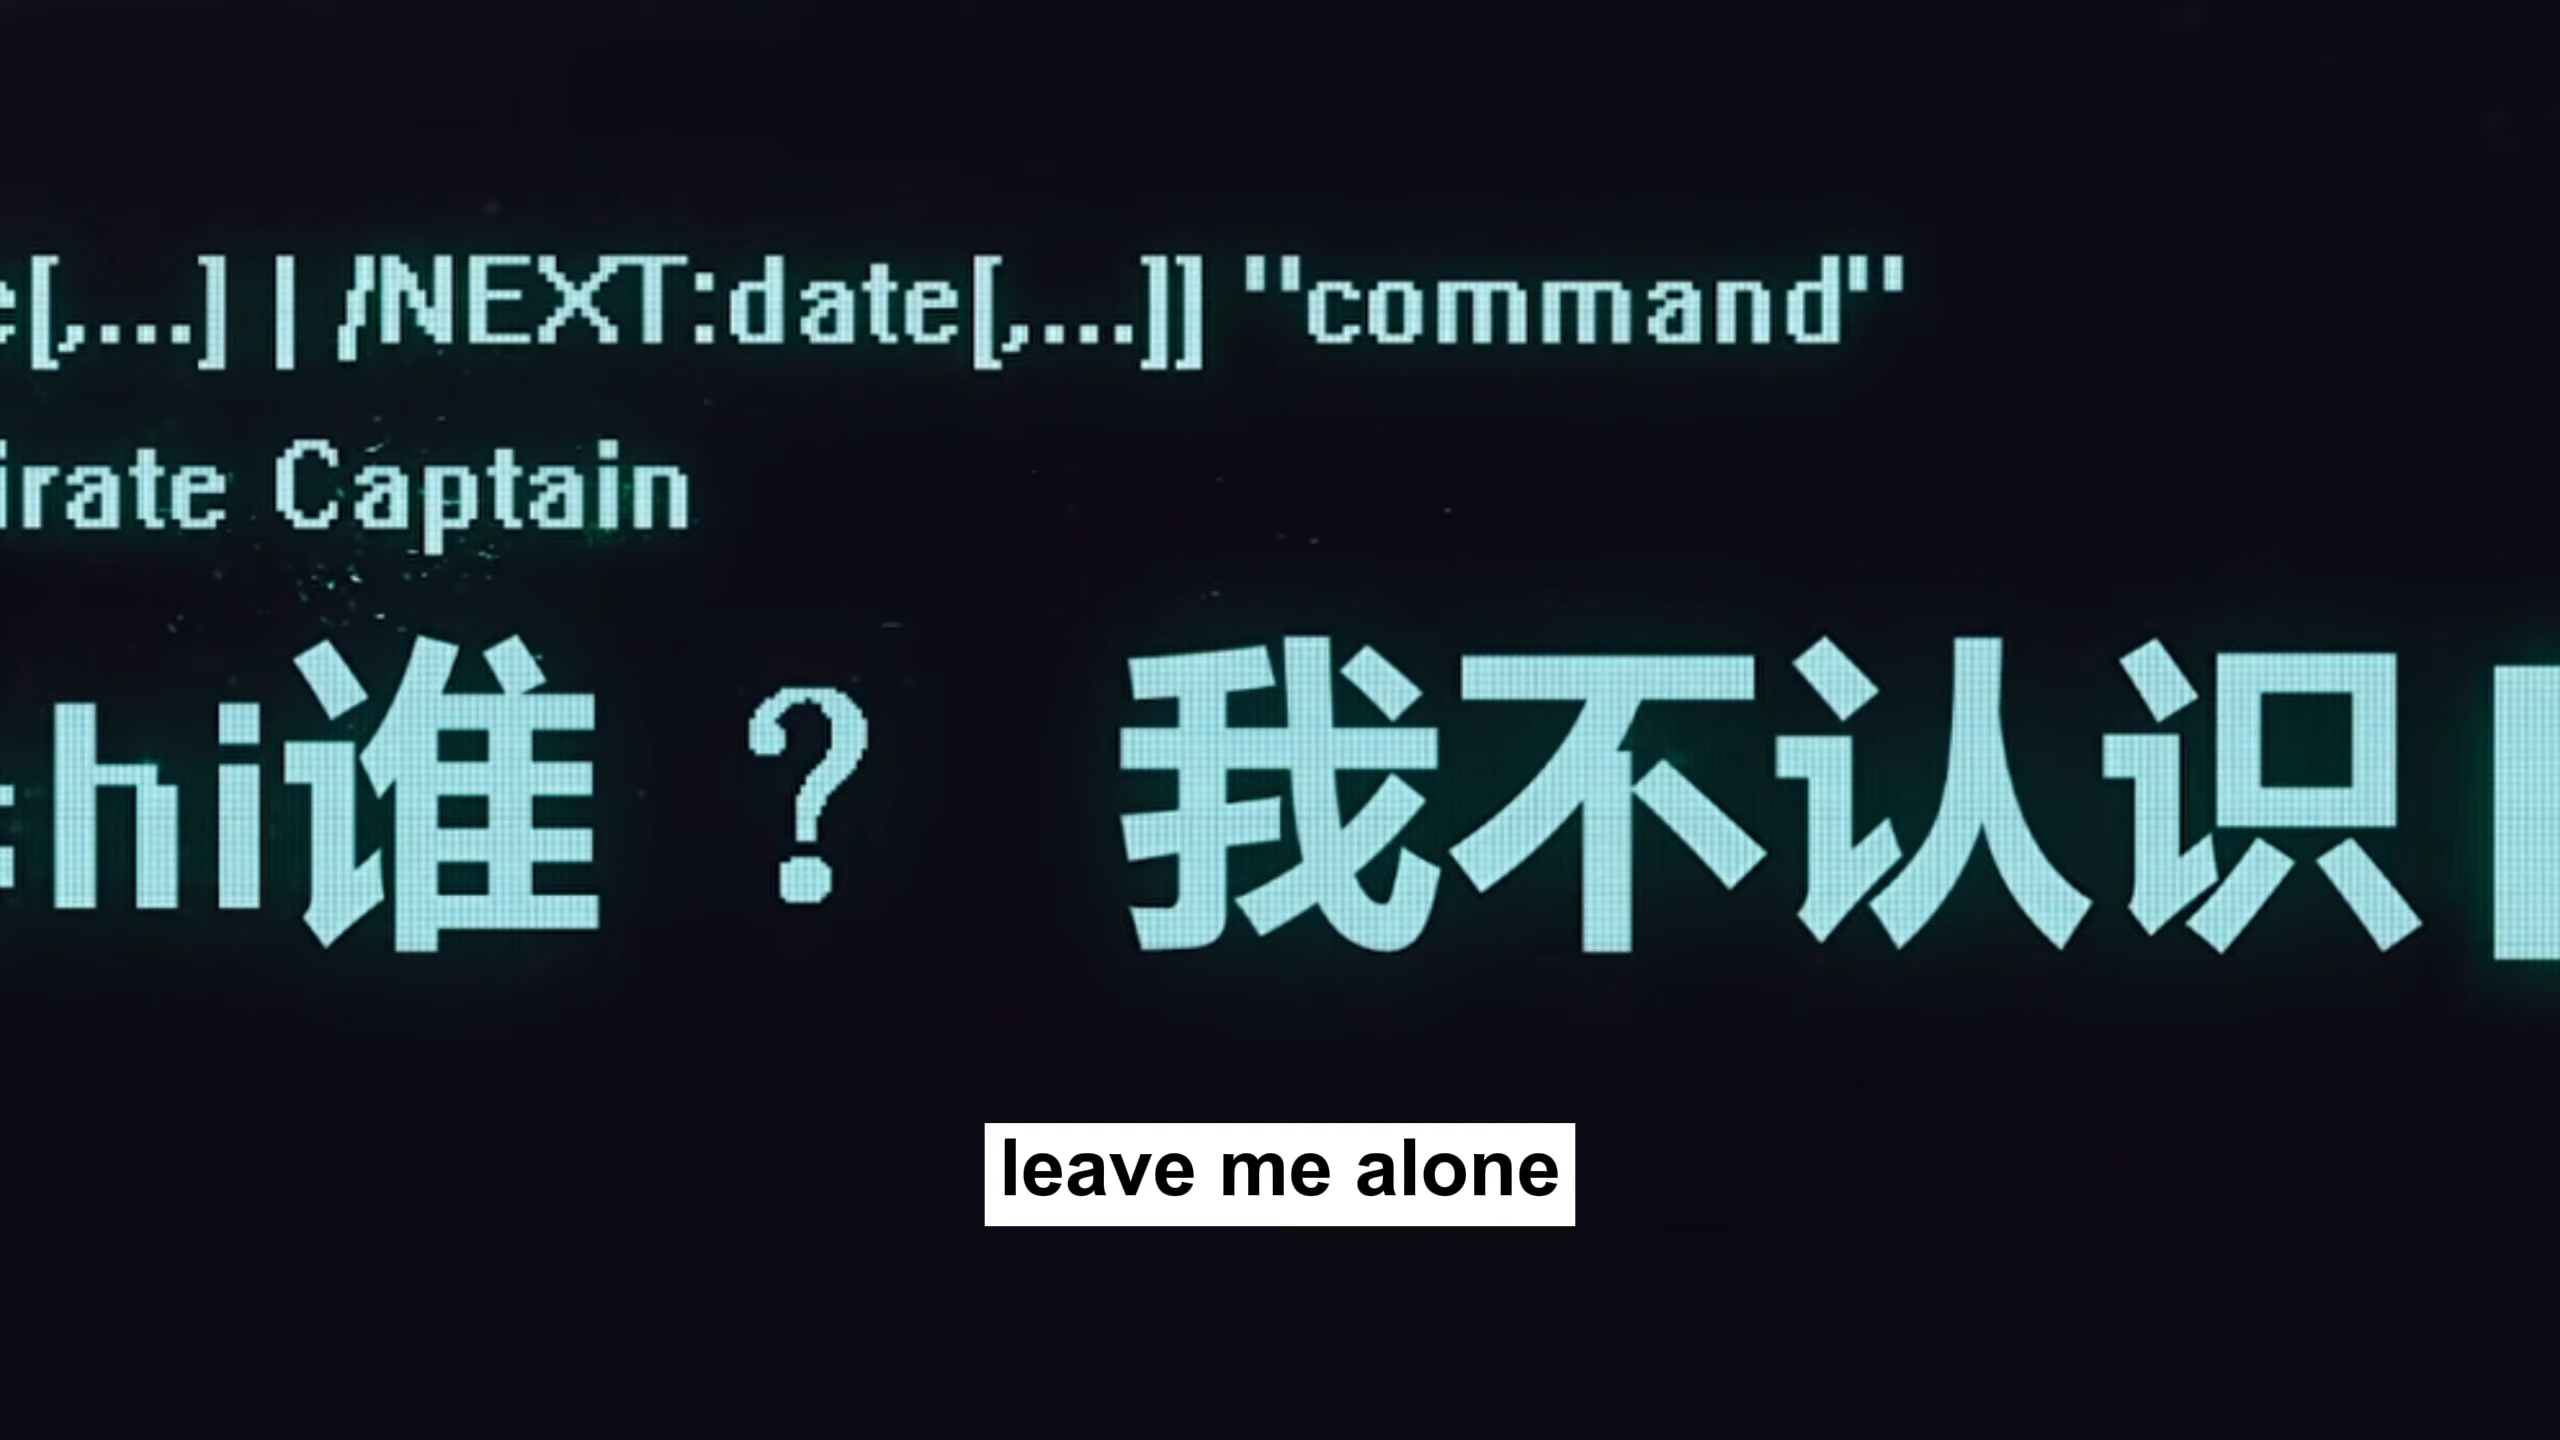 e[,...] | /NEXT:date[,...]] "command"
irate Captain
hi谁？ 我不认识
leave me alone